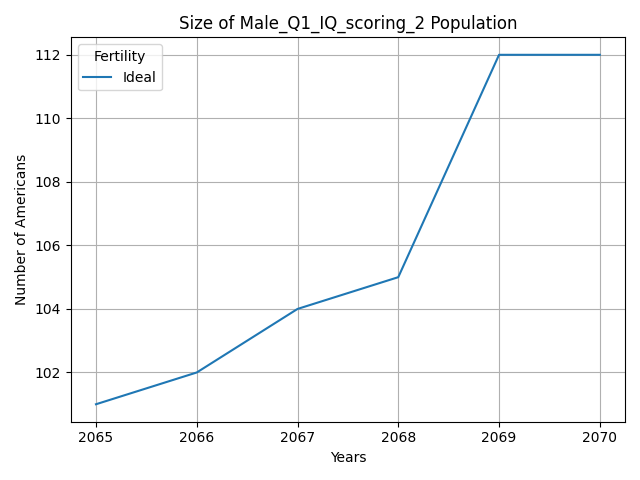 Size of Male_Q1_IQ_scoring_2 Population
Fertility
Ideal
Number of Americans
112
110
108
106
104
102
2065 2066 2067 2068 2069 2070
Years